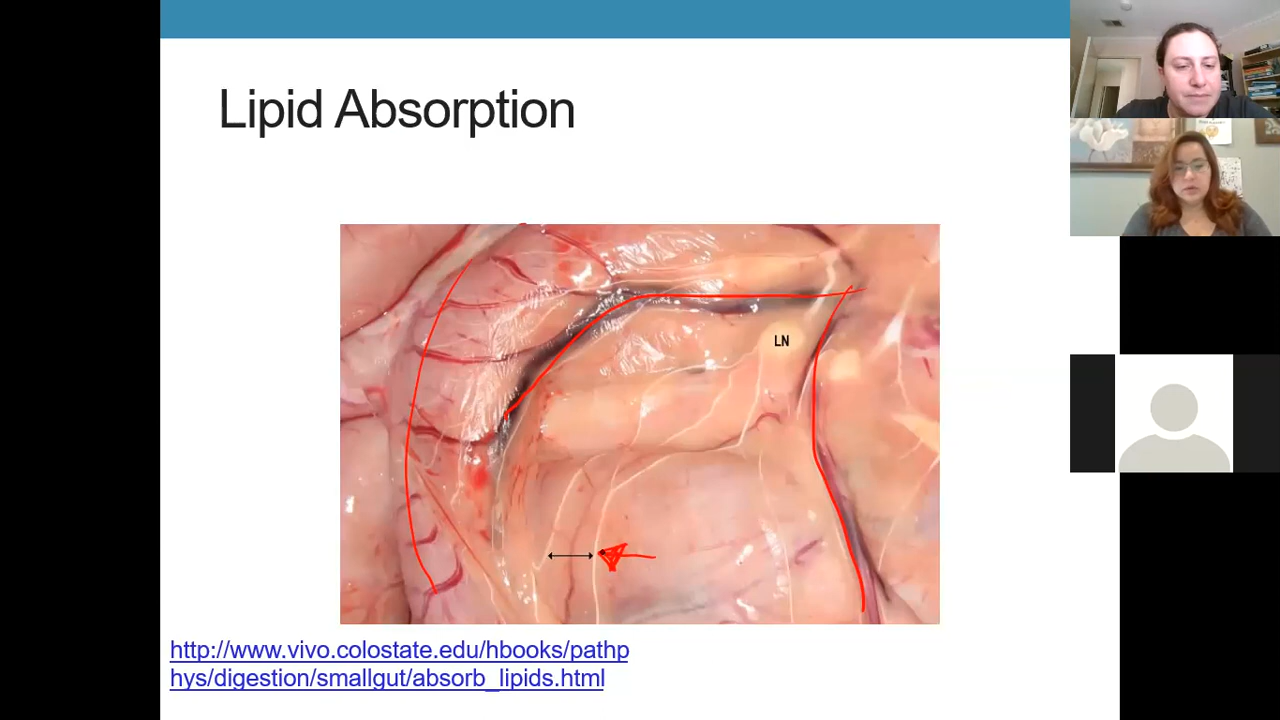 Lipid Absorption
LN
http://www.vivo.colostate.edu/hbooks/pathp
hys/digestion/smallgut/absorb_lipids.html